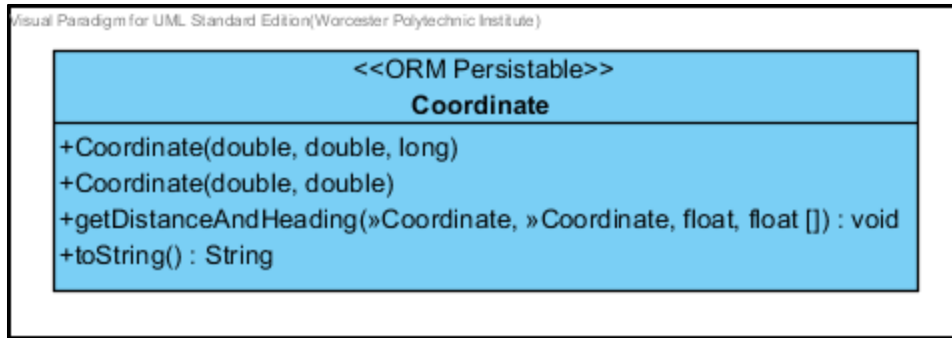 Visual Paradigm for UML Standard Edition(Worcester Polytechnic Institute)
<<ORM Persistable>>
Coordinate
+Coordinate(double, double, long)
+Coordinate(double, double)
+getDistanceAndHeading(»Coordinate, »Coordinate, float, float []) : void
+toString() : String